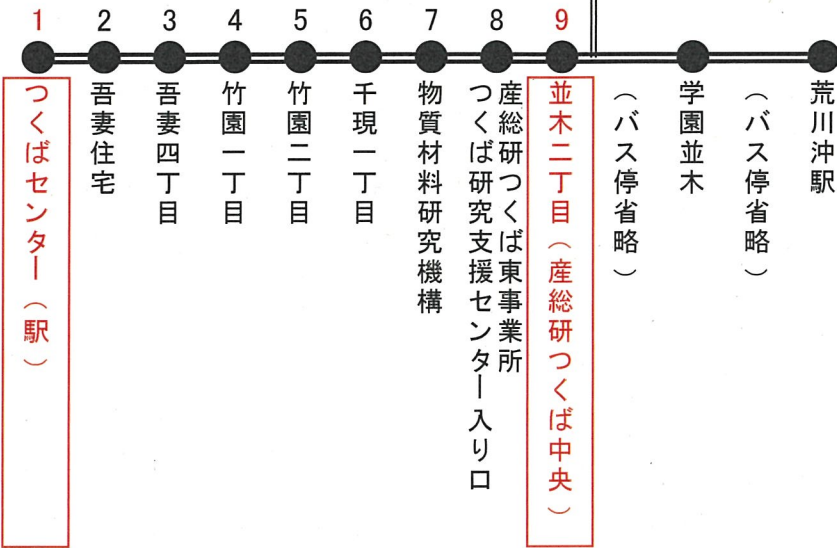 1 2 3 4 5 6 7 8 9
つくばセンター（駅）
吾妻住宅
吾妻四丁目
竹園一丁目
竹園二丁目
千現一丁目
物質材料研究機構
産総研つくば東事業所
つくば研究支援センター入り口
並木二丁目（産総研つくば中央）
（バス停省略）
学園並木
（バス停省略）
荒川沖駅